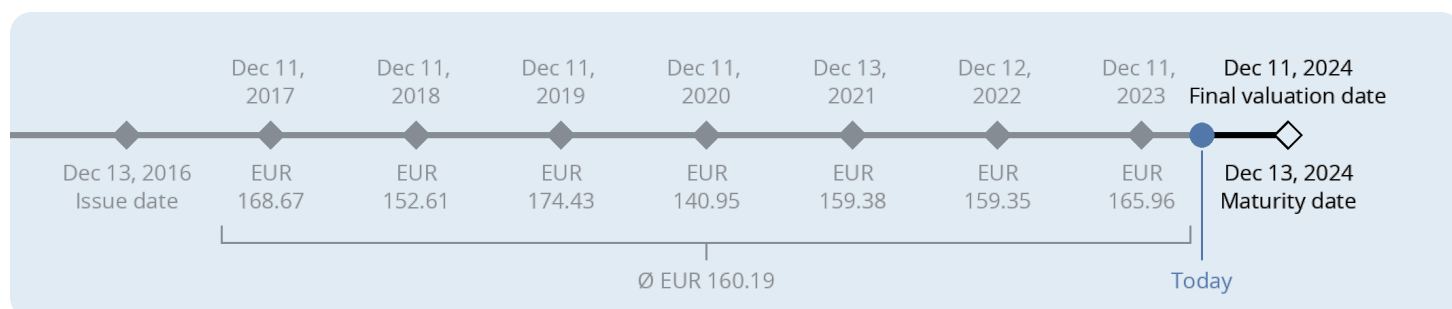 Dec 11,
2017
Dec 11,
2018
Dec 11,
2019
Dec 11,
2020
Dec 13,
2021
Dec 12,
2022
Dec 11,
2023
Dec 11, 2024
Final valuation date
Dec 13, 2016
Issue date
EUR
168.67
EUR
152.61
EUR
174.43
EUR
140.95
EUR
159.38
EUR
159.35
EUR
165.96
Dec 13, 2024
Maturity date
Ø EUR 160.19
Today